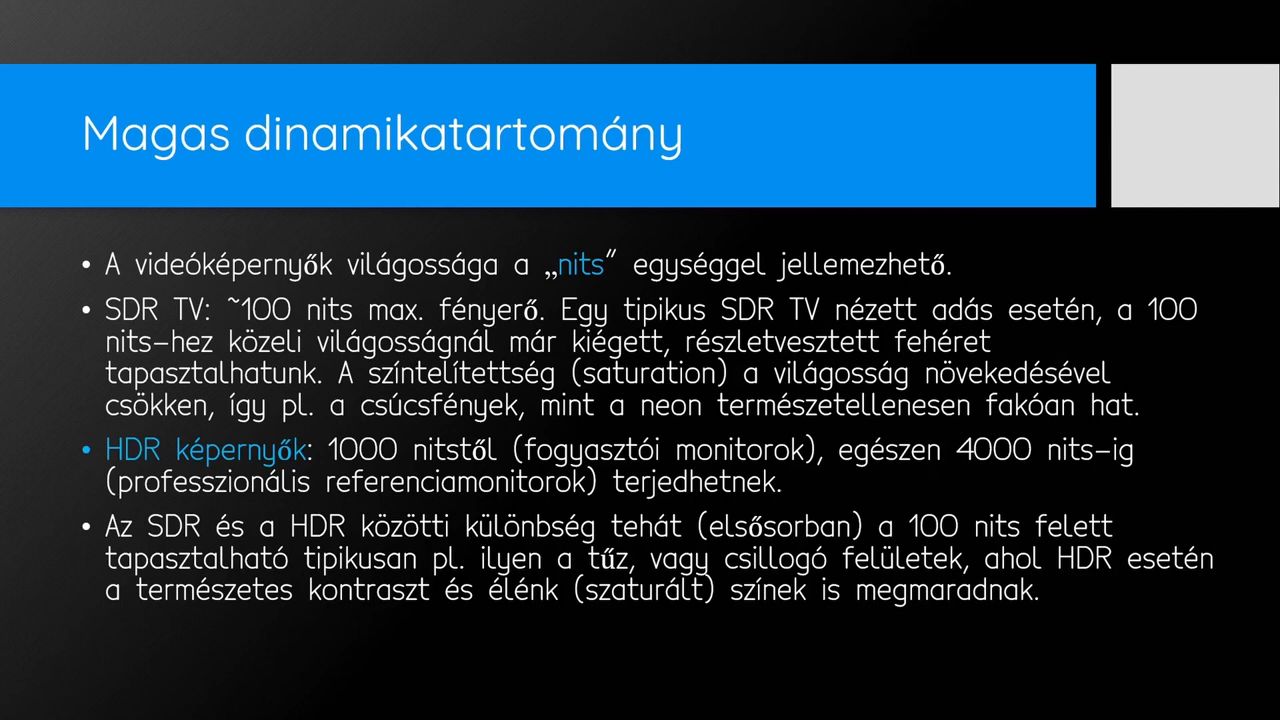 Magas dinamikatartomány
• A videóképernyők világossága a „nits” egységgel jellemezhető.
• SDR TV: ~100 nits max. fényerő. Egy tipikus SDR TV nézett adás esetén, a 100
nits-hez közeli világosságnál már kiégett, részletvesztett fehéret
tapasztalhatunk. A színtelítettség (saturation) a világosság növekedésével
csökken, így pl. a csúcsfények, mint a neon természetellenesen fakóan hat.
• HDR képernyők: 1000 nitstől (fogyasztói monitorok), egészen 4000 nits-ig
(professzionális referenciamonitorok) terjedhetnek.
• Az SDR és a HDR közötti különbség tehát (elsősorban) a 100 nits felett
tapasztalható tipikusan pl. ilyen a tűz, vagy csillogó felületek, ahol HDR esetén
a természetes kontraszt és élénk (szaturált) színek is megmaradnak.